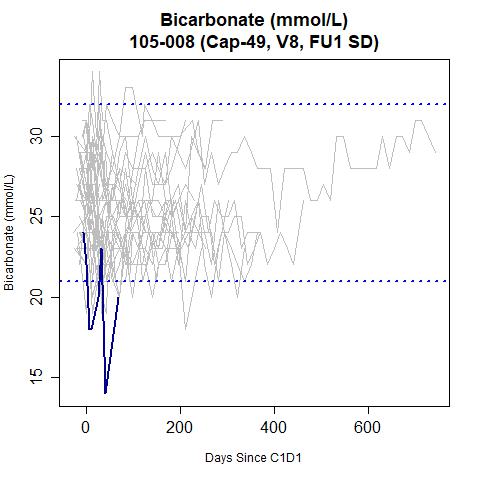 Bicarbonate (mmol/L)
105-008 (Cap-49, V8, FU1 SD)
Bicarbonate (mmol/L)
30
25
20
15
0 200 400 600
Days Since C1D1